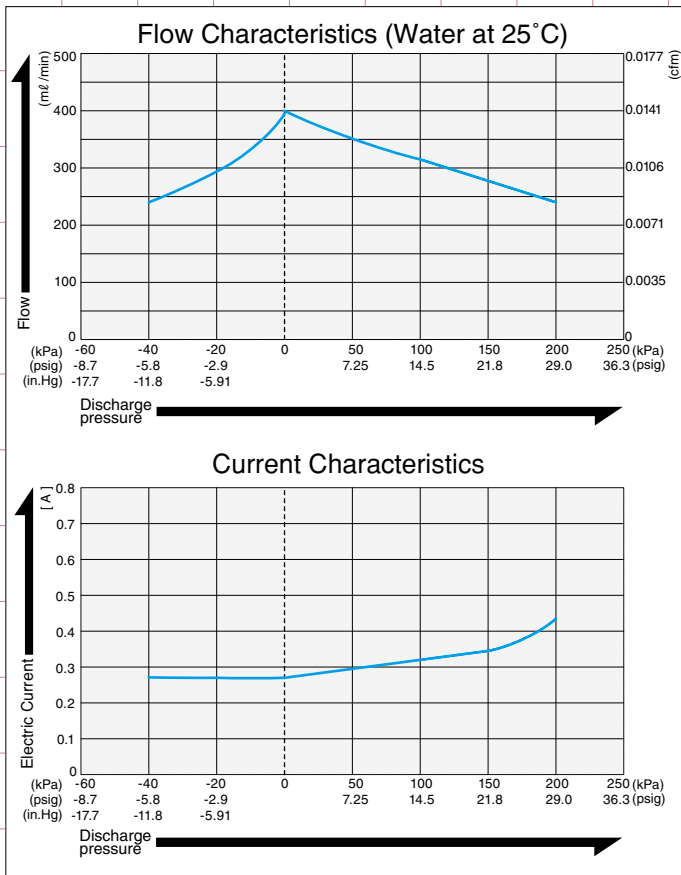 Flow Characteristics (Water at 25˚C)
(mℓ/min)
(cfm)
500
0.0177
400
0.0141
300
0.0106
200
0.0071
100
0.0035
0
0
Flow
(kPa) -60 -40 -20 0 50 100 150 200 250 (kPa)
(psig) -8.7 -5.8 -2.9 7.25 14.5 21.8 29.0 36.3 (psig)
(in.Hg) -17.7 -11.8 -5.91
Discharge
pressure
Current Characteristics
[ A ]
0.8
0.7
0.6
0.5
0.4
0.3
0.2
0.1
0
Electric Current
(kPa) -60 -40 -20 0 50 100 150 200 250 (kPa)
(psig) -8.7 -5.8 -2.9 7.25 14.5 21.8 29.0 36.3 (psig)
(in.Hg) -17.7 -11.8 -5.91
Discharge
pressure